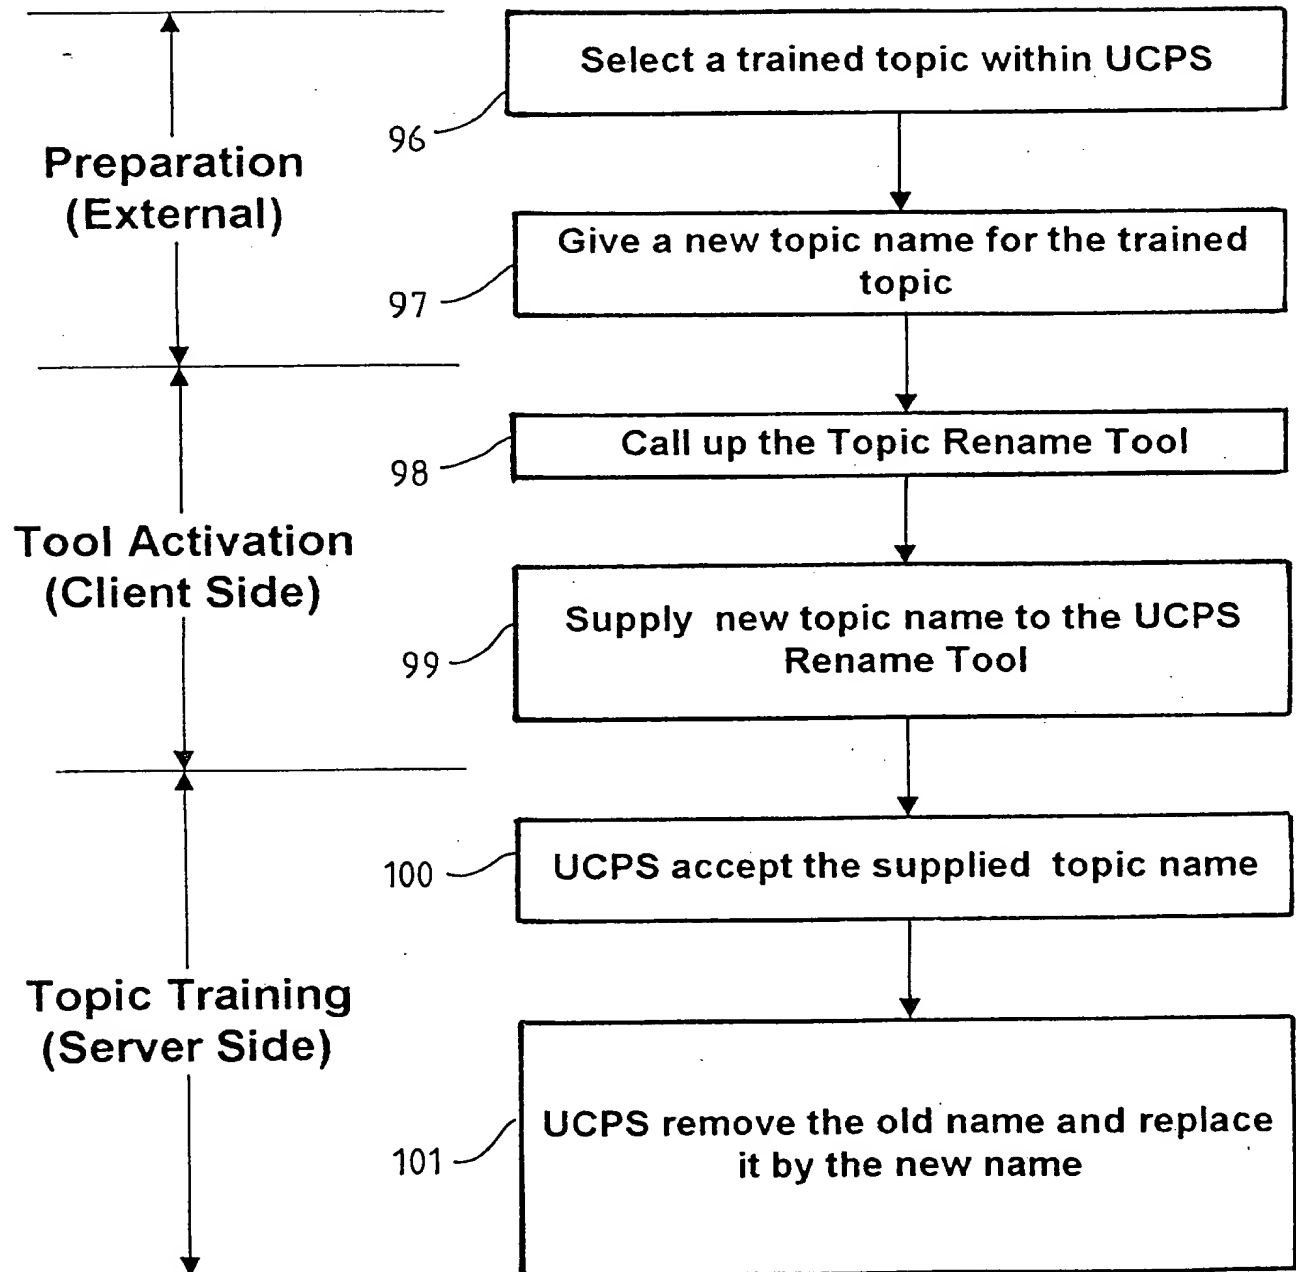 Select a trained topic within UCPS
96
Preparation
(External)
Give a new topic name for the trained
topic
97
Call up the Topic Rename Tool
98
Tool Activation
(Client Side)
Supply new topic name to the UCPS
Rename Tool
99
UCPS accept the supplied topic name
100
Topic Training
(Server Side)
UCPS remove the old name and replace
it by the new name
101